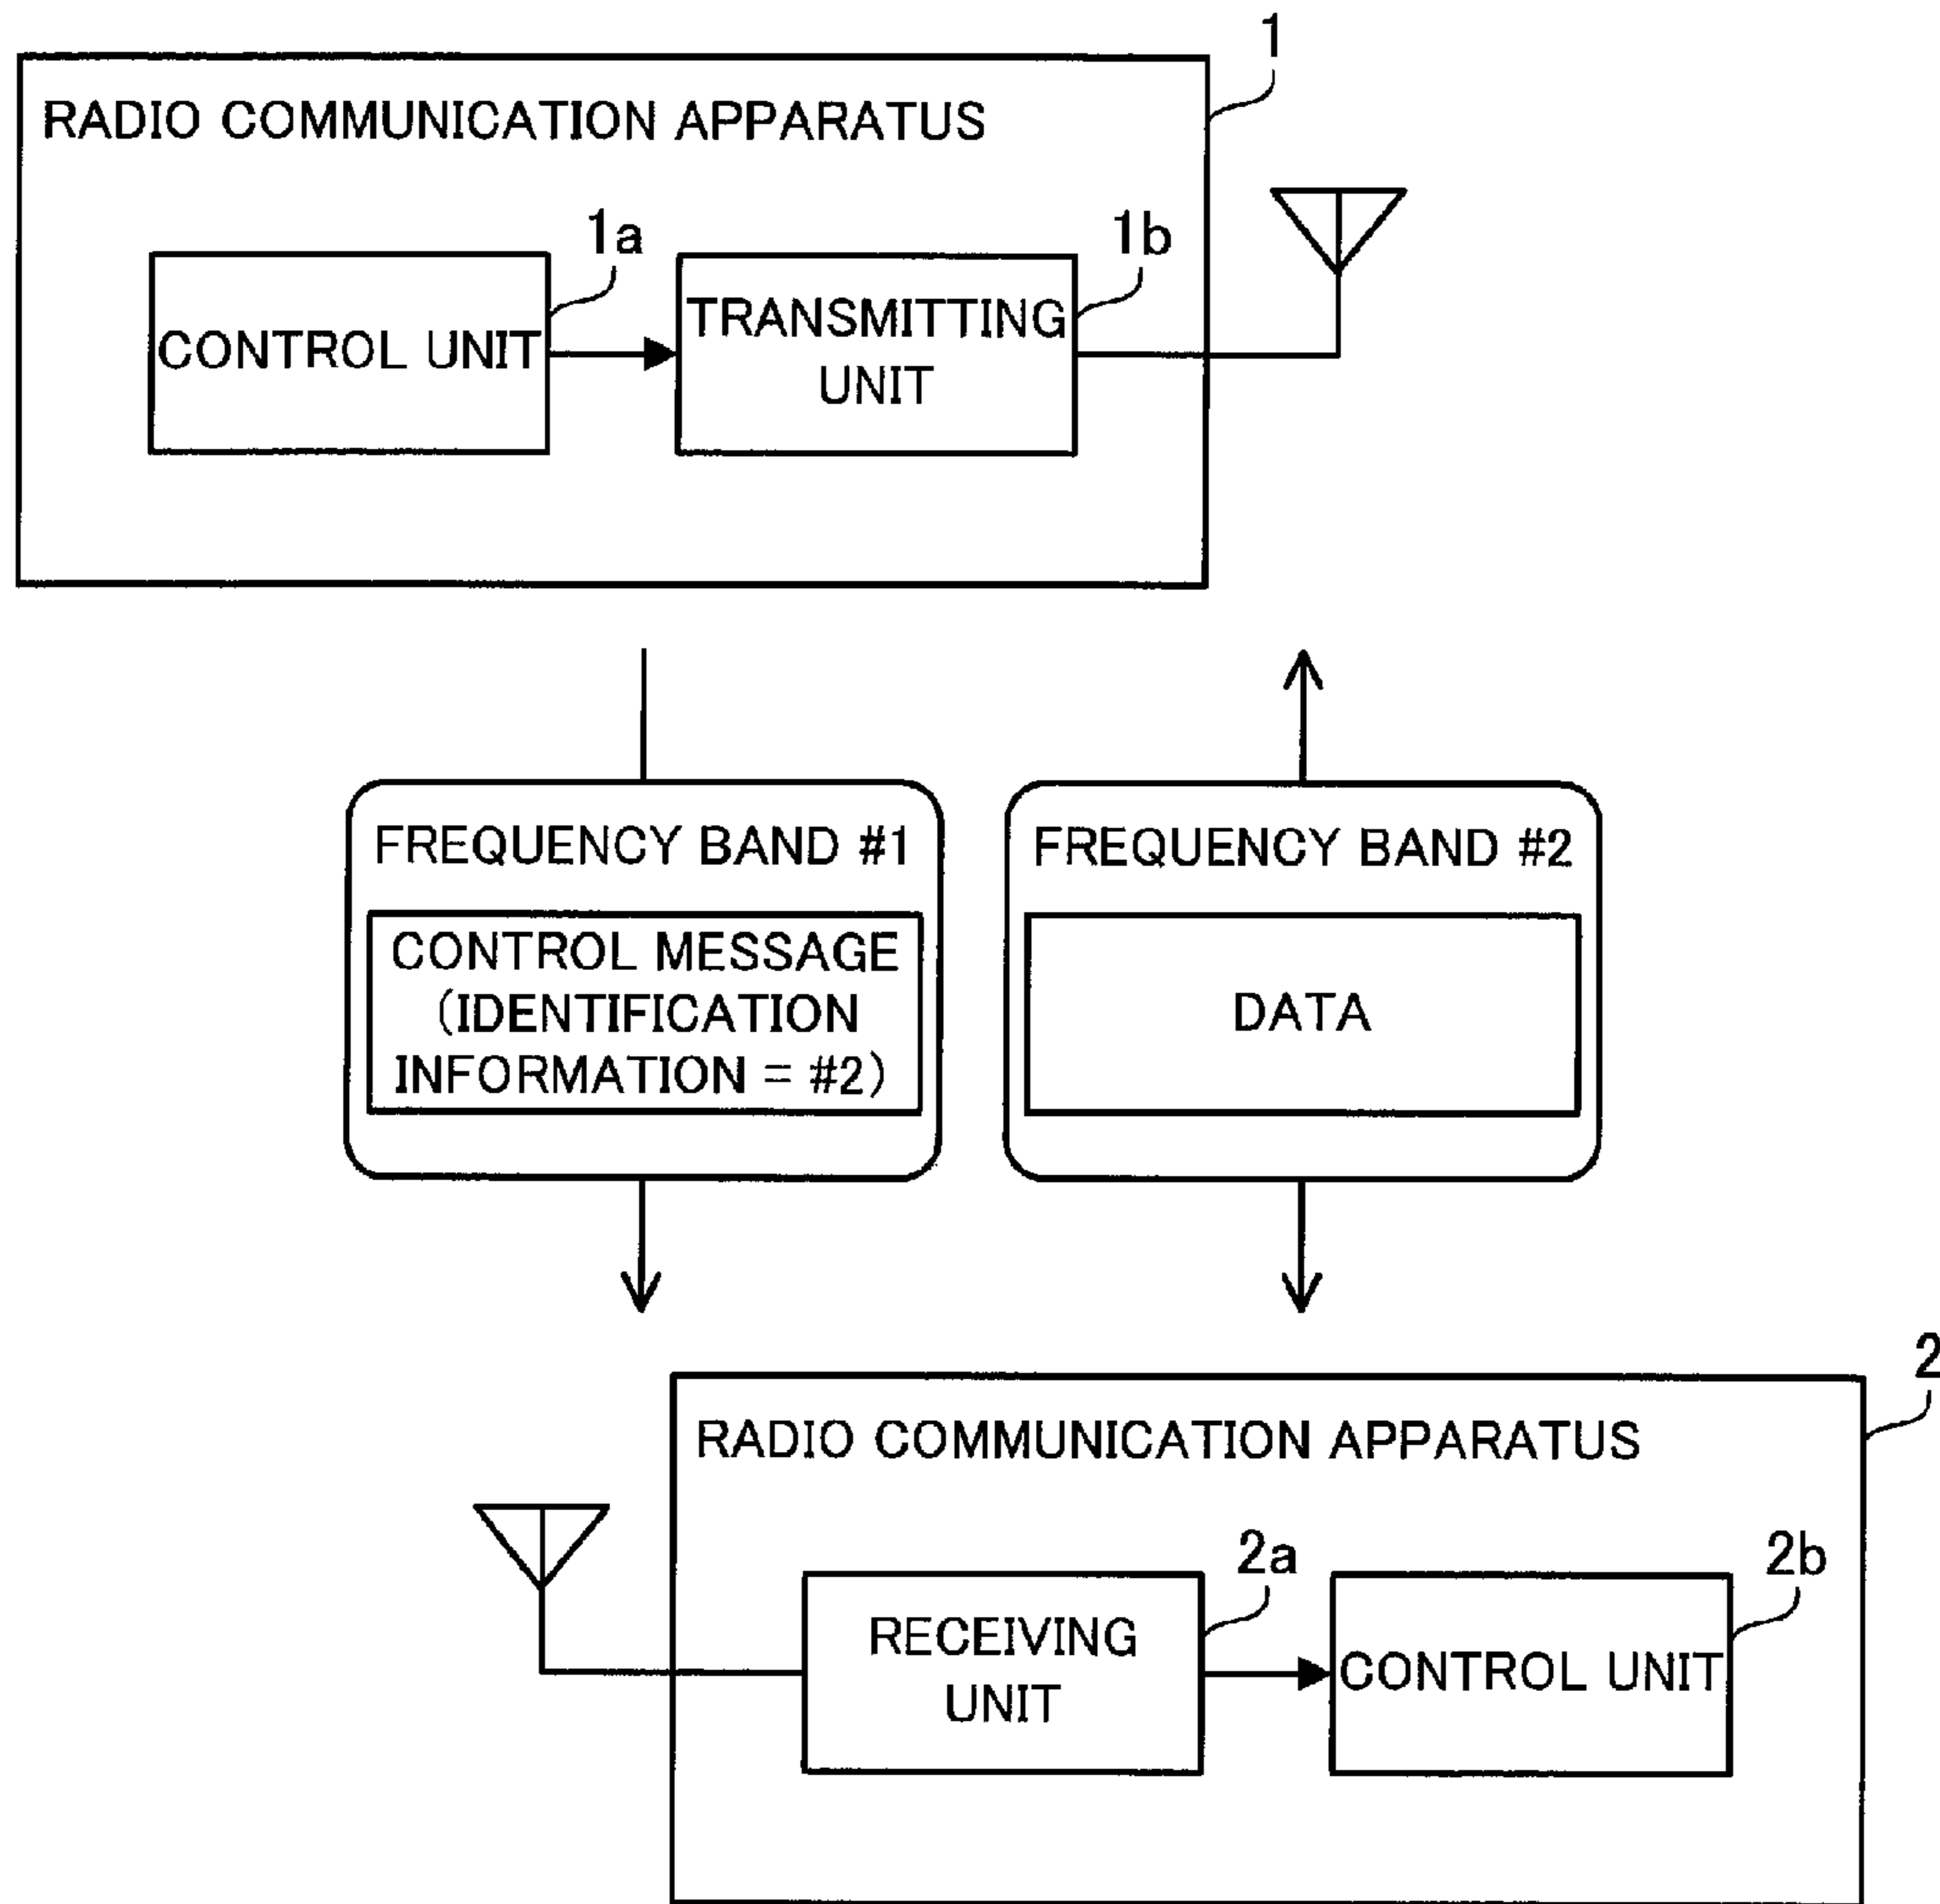 1
RADIO COMMUNICATION APPARATUS
1a
1b
CONTROL UNIT
TRANSMITTING
UNIT
FREQUENCY BAND #1
CONTROL MESSAGE
(IDENTIFICATION
INFORMATION = #2)
FREQUENCY BAND #2
DATA
2
RADIO COMMUNICATION APPARATUS
2a
2b
RECEIVING
UNIT
CONTROL UNIT